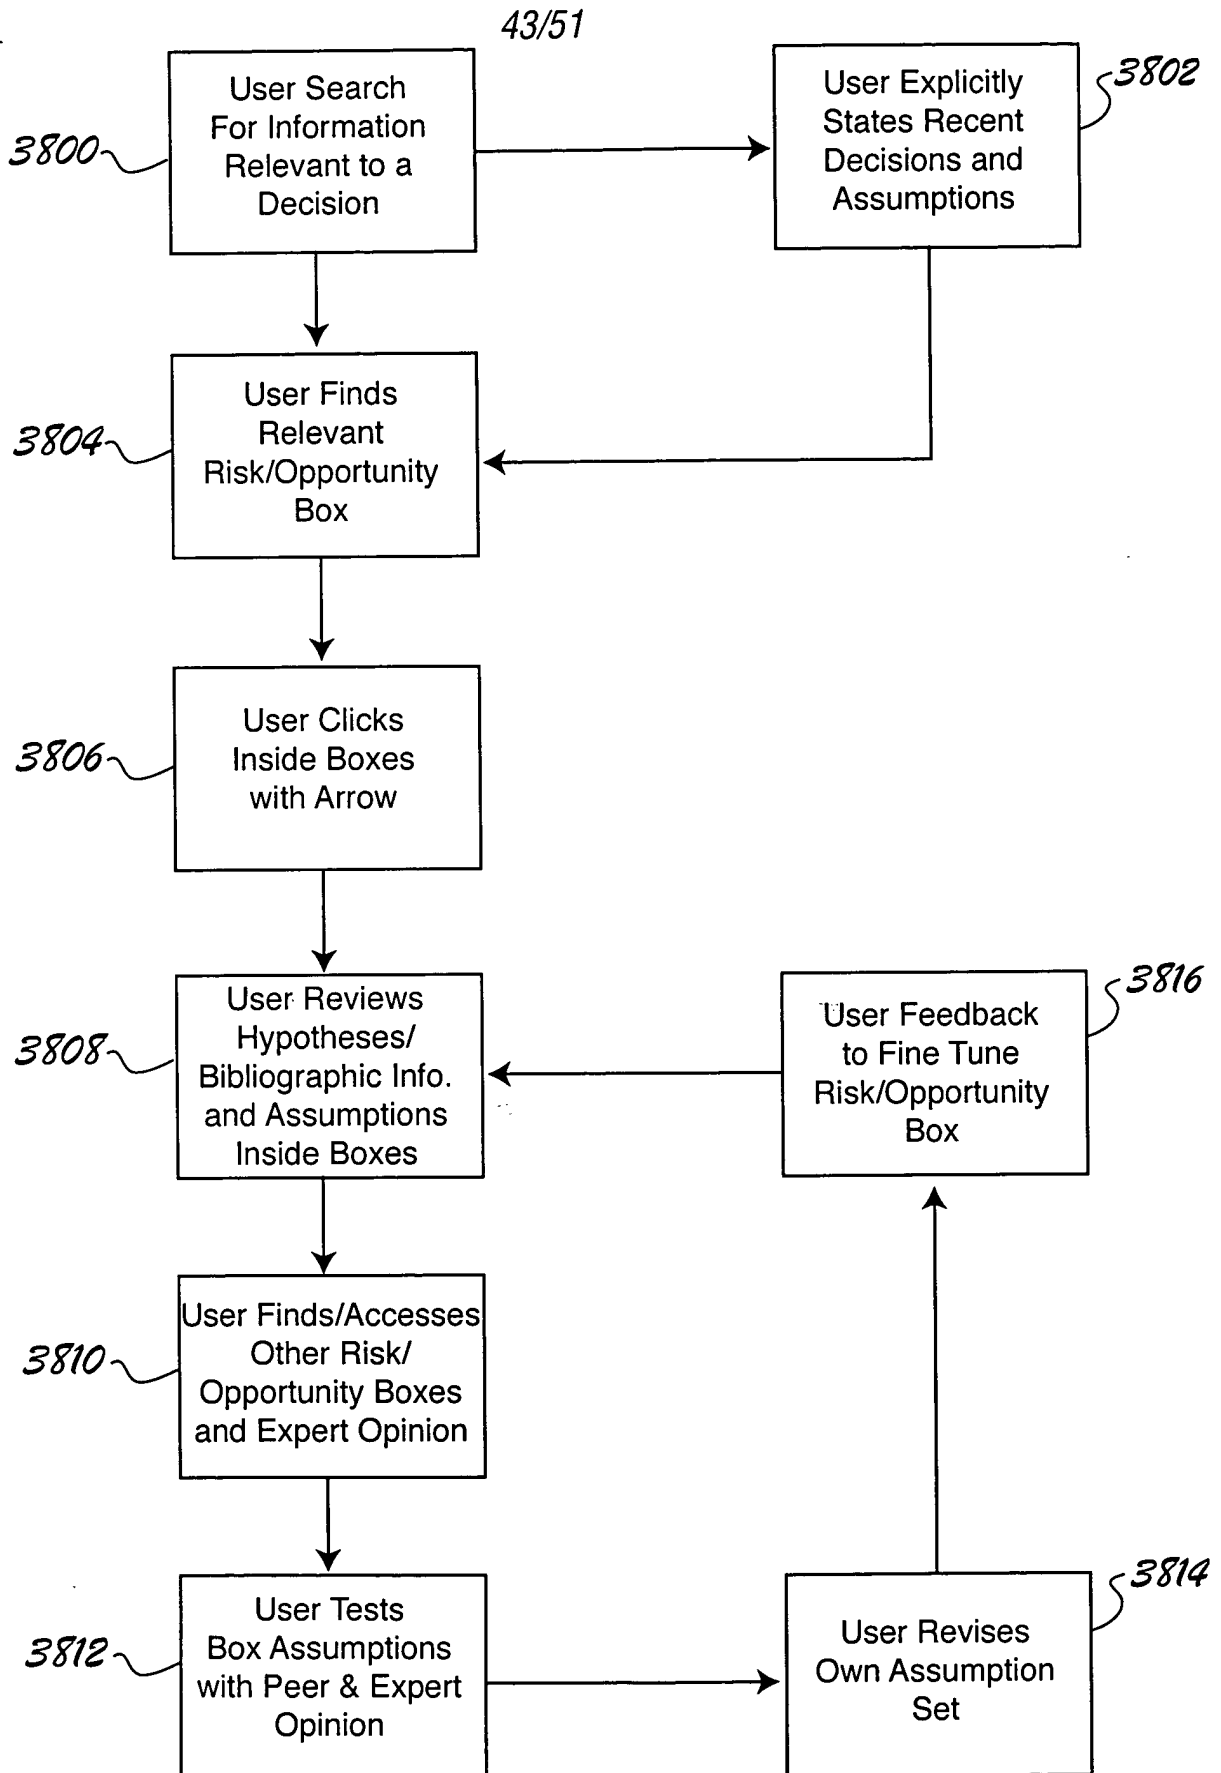 43/51
3800
User Search
For Information
Relevant to a
Decision
3802
User Explicitly
States Recent
Decisions and
Assumptions
3804
User Finds
Relevant
Risk/Opportunity
Box
3806
User Clicks
Inside Boxes
with Arrow
3808
User Reviews
Hypotheses/
Bibliographic Info.
and Assumptions
Inside Boxes
3816
User Feedback
to Fine Tune
Risk/Opportunity
Box
3810
User Finds/Accesses
Other Risk/
Opportunity Boxes
and Expert Opinion
3812
User Tests
Box Assumptions
with Peer & Expert
Opinion
3814
User Revises
Own Assumption
Set